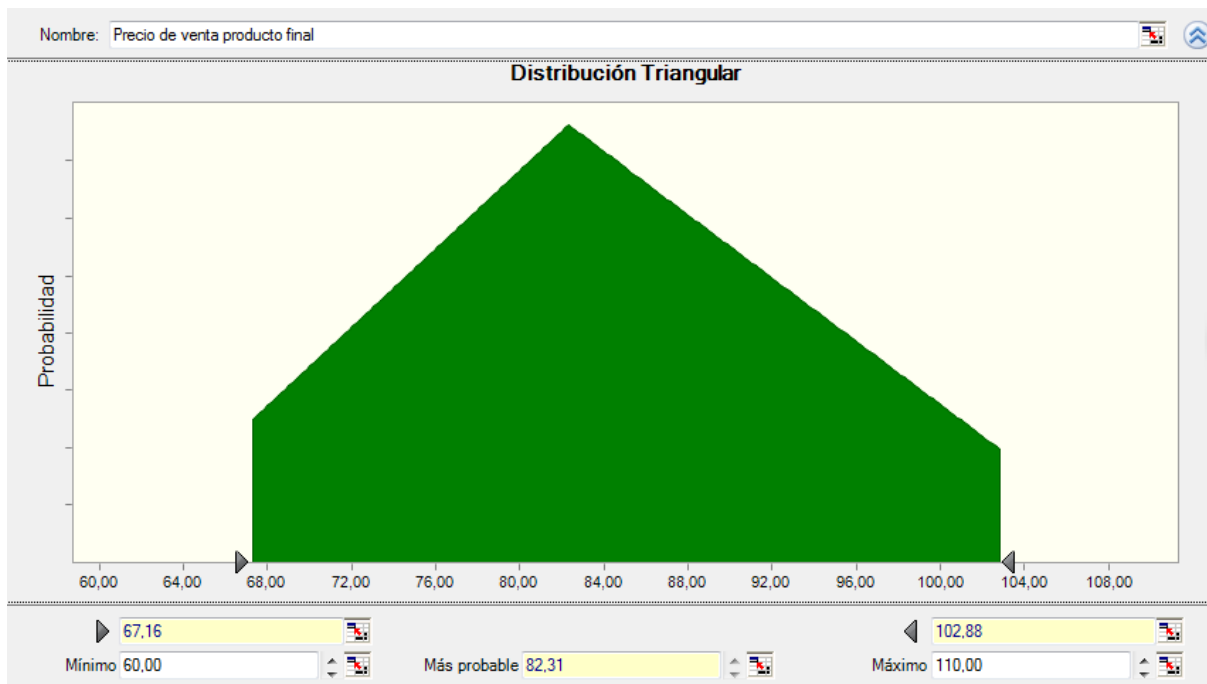 Nombre: Precio de venta producto final
Distribución Triangular
Probabilidad
60,00 64,00 68,00 72,00 76,00 80,00 84,00 88,00 92,00 96,00 100,00 104,00 108,00
67,16 102,88
Mínimo 60,00 Más probable 82,31 Máximo 110,00